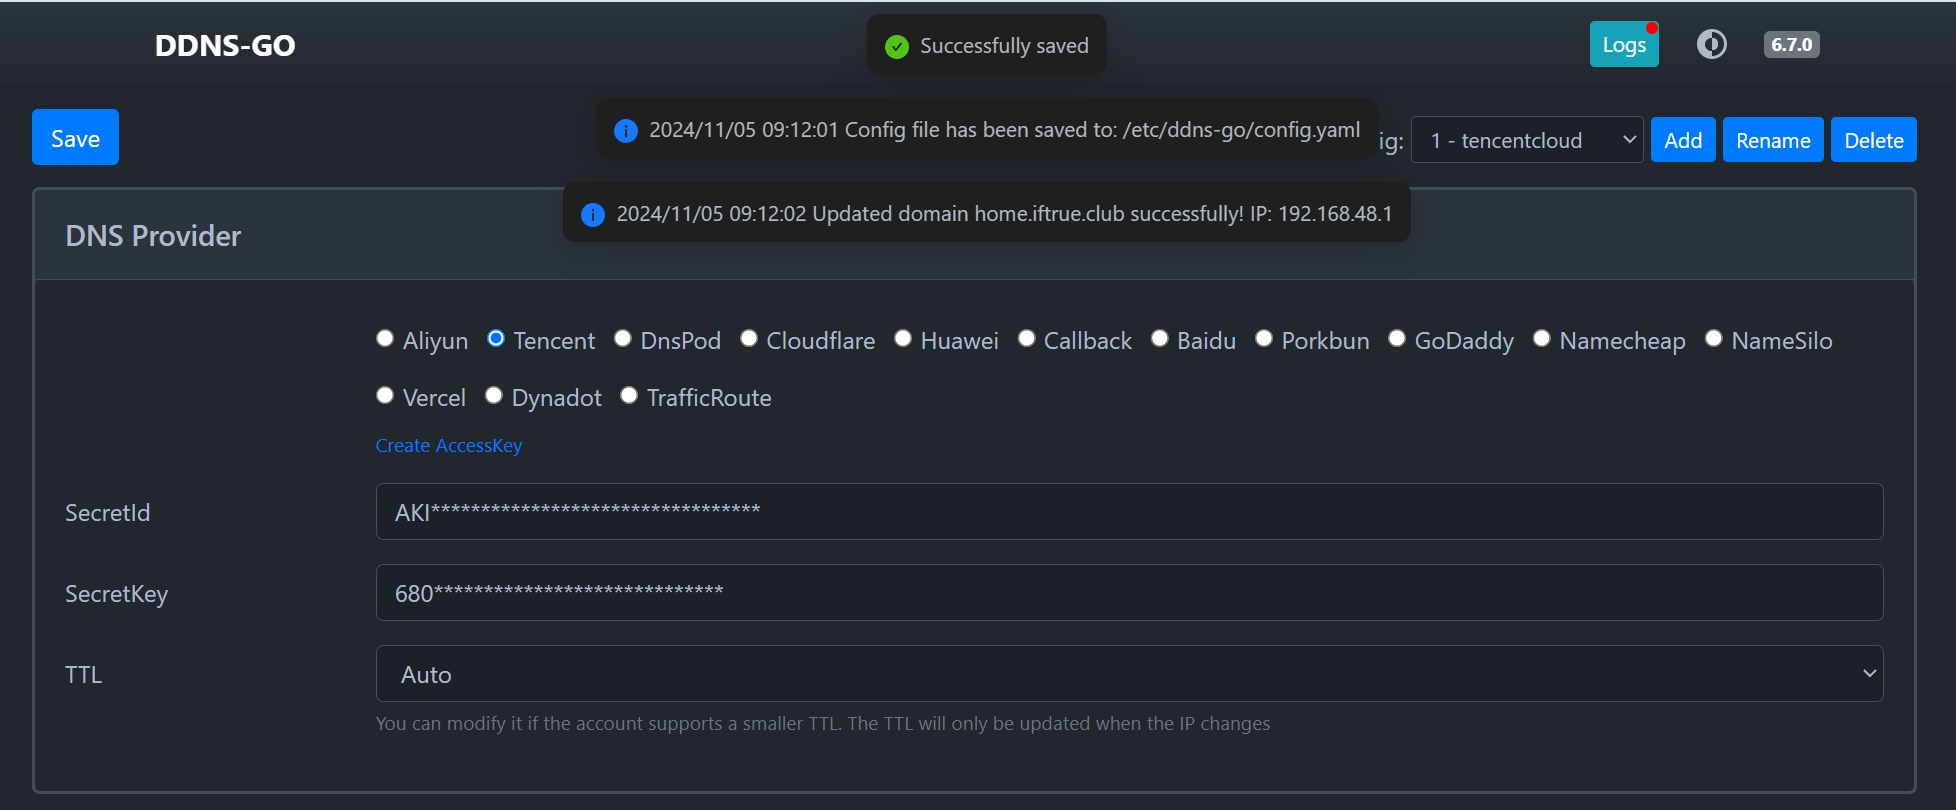 DDNS-GO
Successfully saved
Logs
6.7.0
Save
2024/11/05 09:12:01 Config file has been saved to: /etc/ddns-go/config.yaml
ig:
1 - tencentcloud
Add
Rename
Delete
2024/11/05 09:12:02 Updated domain home.iftrue.club successfully! IP: 192.168.48.1
DNS Provider
Aliyun Tencent DnsPod Cloudflare Huawei Callback Baidu Porkbun GoDaddy Namecheap NameSilo
Vercel Dynadot TrafficRoute
Create AccessKey
SecretId
AKI*********************************
SecretKey
680*****************************
TTL
Auto
You can modify it if the account supports a smaller TTL. The TTL will only be updated when the IP changes